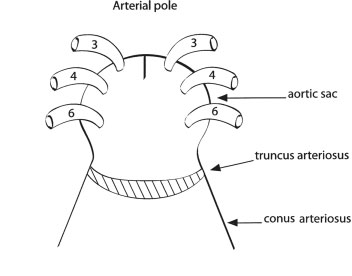 Arterial pole
3 3
4 4
aortic sac
6 6
truncus arteriosus
conus arteriosus